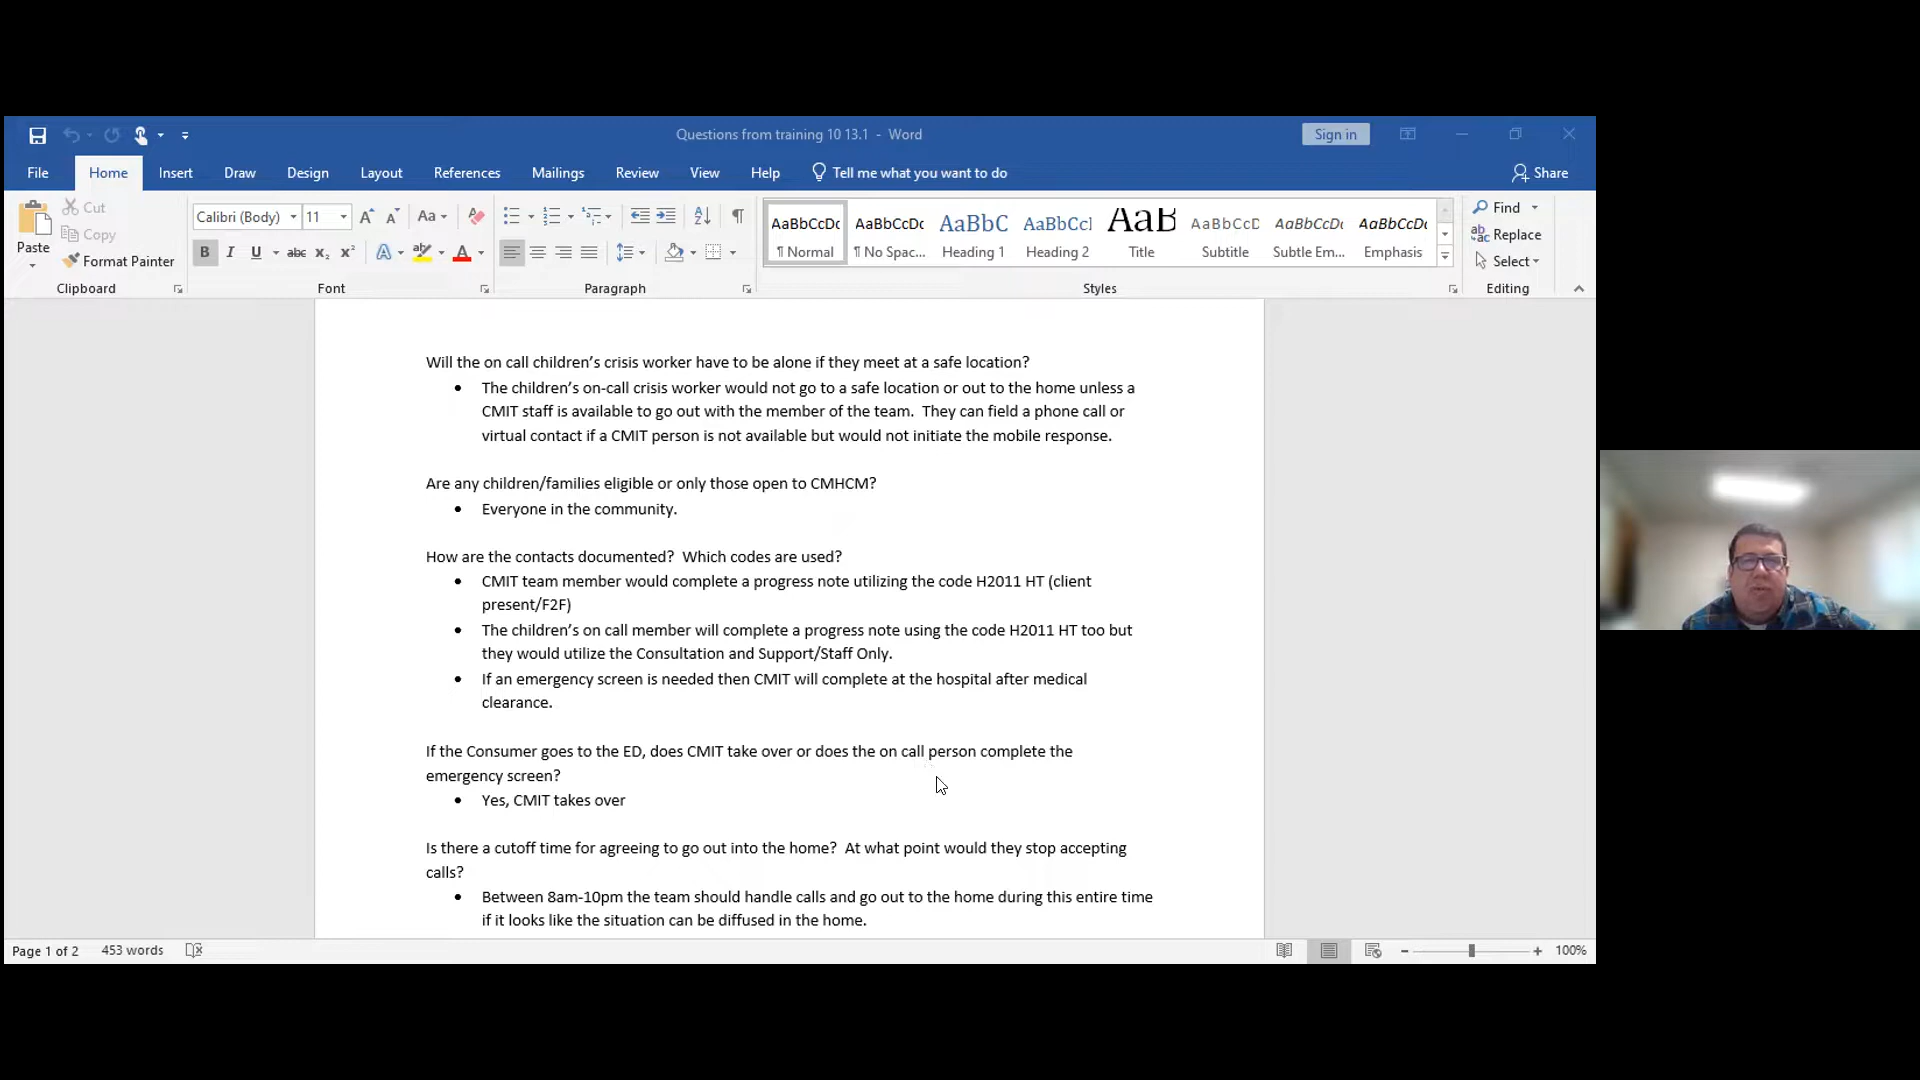 Questions from training 10 13.1 - Word
Sign in
File Home Insert Draw Design Layout References Mailings Review View Help Tell me what you want to do Share
Paste
Cut
Copy
Format Painter
Clipboard
Calibri (Body) 11
Font
Paragraph
AaBbCcDc AaBbCcDc AaBbC AaBbCcl AaB AaBbCcD AaBbCcDc AaBbCcDc
¶ Normal ¶ No Spac... Heading 1 Heading 2 Title Subtitle Subtle Em... Emphasis
Styles
Find
Replace
Select
Editing
Will the on call children’s crisis worker have to be alone if they meet at a safe location?
• The children’s on-call crisis worker would not go to a safe location or out to the home unless a
CMIT staff is available to go out with the member of the team. They can field a phone call or
virtual contact if a CMIT person is not available but would not initiate the mobile response.
Are any children/families eligible or only those open to CMHCM?
• Everyone in the community.
How are the contacts documented? Which codes are used?
• CMIT team member would complete a progress note utilizing the code H2011 HT (client
present/F2F)
• The children’s on call member will complete a progress note using the code H2011 HT too but
they would utilize the Consultation and Support/Staff Only.
• If an emergency screen is needed then CMIT will complete at the hospital after medical
clearance.
If the Consumer goes to the ED, does CMIT take over or does the on call person complete the
emergency screen?
• Yes, CMIT takes over
Is there a cutoff time for agreeing to go out into the home? At what point would they stop accepting
calls?
• Between 8am-10pm the team should handle calls and go out to the home during this entire time
if it looks like the situation can be diffused in the home.
Page 1 of 2 453 words 100%